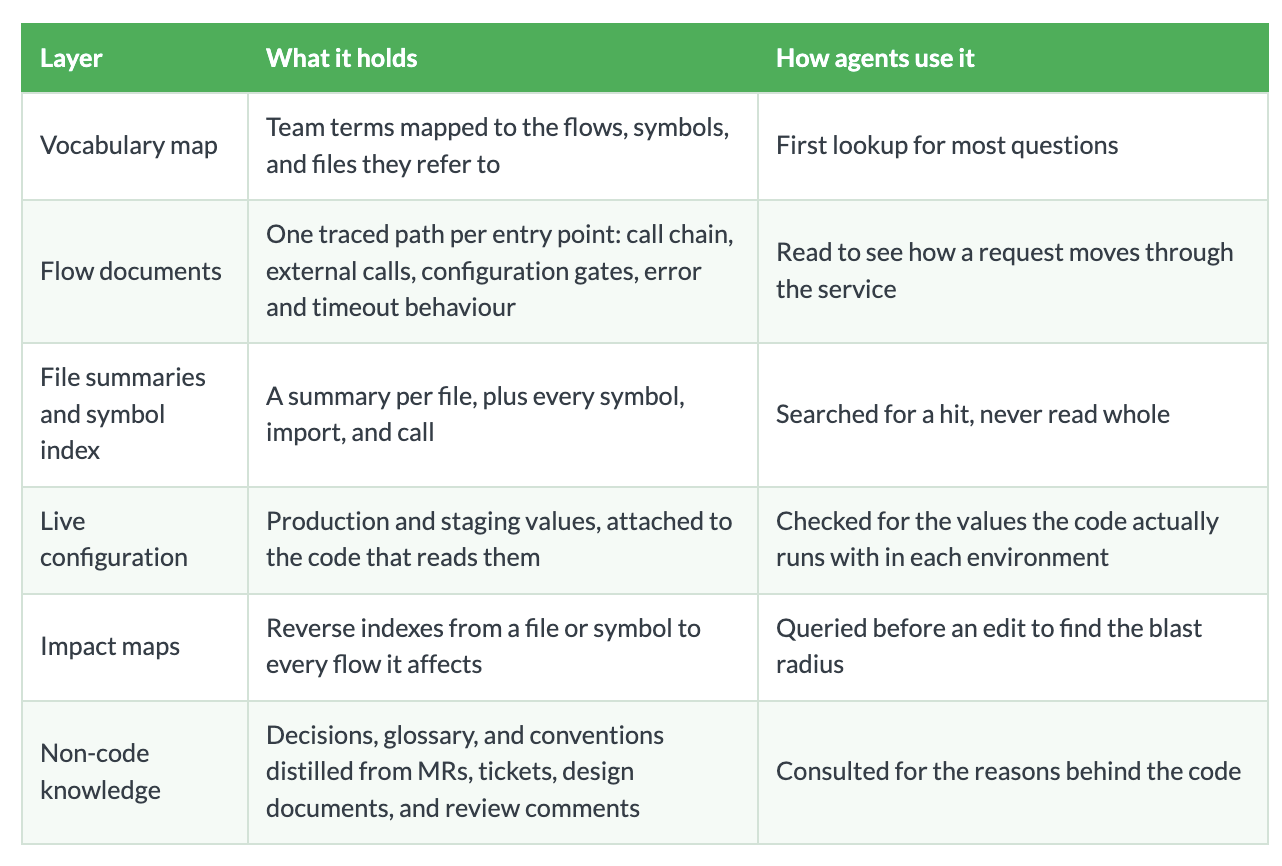 Layer
What it holds
How agents use it
Vocabulary map
Team terms mapped to the flows, symbols,
and files they refer to
First lookup for most questions
Flow documents
One traced path per entry point: call chain,
external calls, configuration gates, error
and timeout behaviour
Read to see how a request moves through
the service
File summaries
and symbol
index
A summary per file, plus every symbol,
import, and call
Searched for a hit, never read whole
Live
configuration
Production and staging values, attached to
the code that reads them
Checked for the values the code actually
runs with in each environment
Impact maps
Reverse indexes from a file or symbol to
every flow it affects
Queried before an edit to find the blast
radius
Non-code
knowledge
Decisions, glossary, and conventions
distilled from MRs, tickets, design
documents, and review comments
Consulted for the reasons behind the code